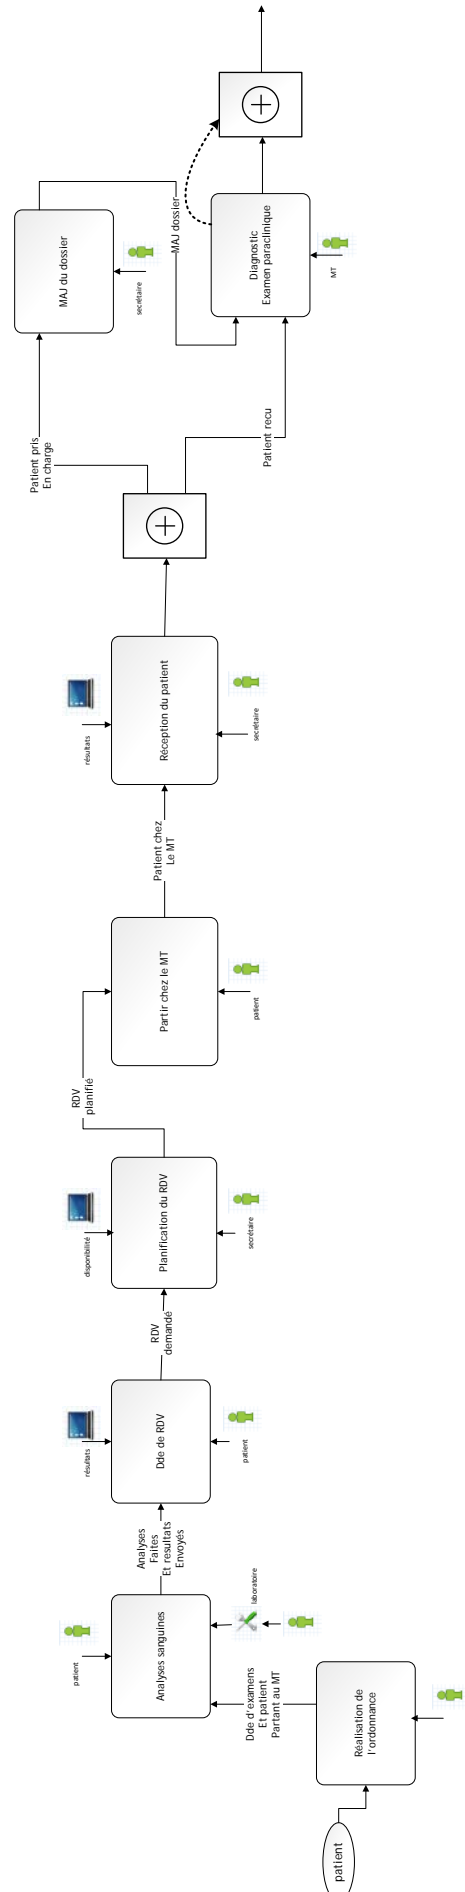 patient
Réalisation de
l'ordonnance
Dde d'examens
Et patient
Partant au MT
Analyses sanguines
patient
laboratoire
Analyses
Faites
Et resultats
Envoyés
Dde de RDV
résultats
patient
RDV
demandé
Planification du RDV
disponibilité
secrétaire
RDV
planifié
Partir chez le MT
patient
Patient chez
Le MT
Réception du patient
résultats
secrétaire
Patient pris
En charge
Patient recu
MAJ du dossier
secrétaire
MAJ dossier
Diagnostic
Examen paraclinique
MT